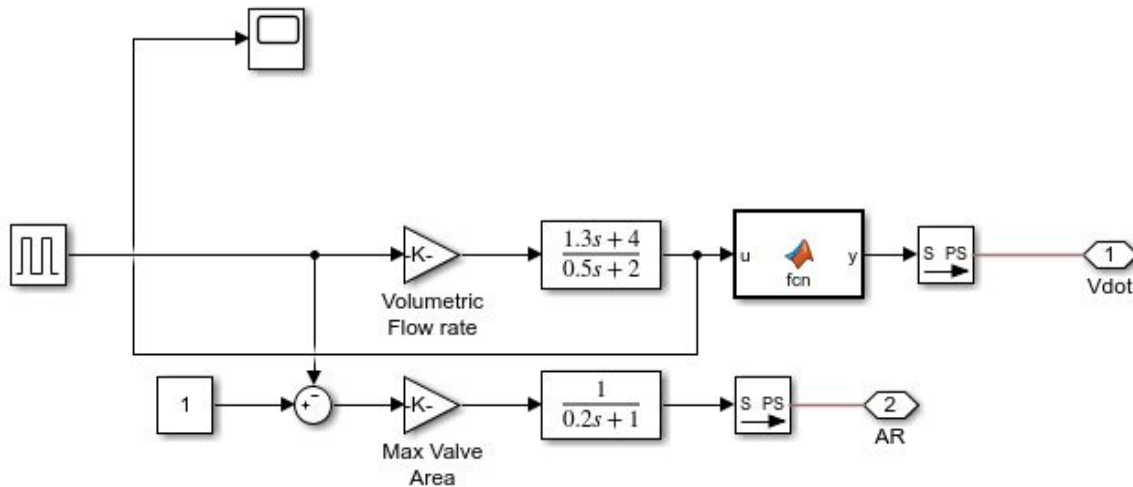 -K-
Volumetric
Flow rate
1.3s + 4
0.5s + 2
u
fcn
y
S PS
1
Vdot
1
+
-
-K-
Max Valve
Area
1
0.2s + 1
S PS
2
AR